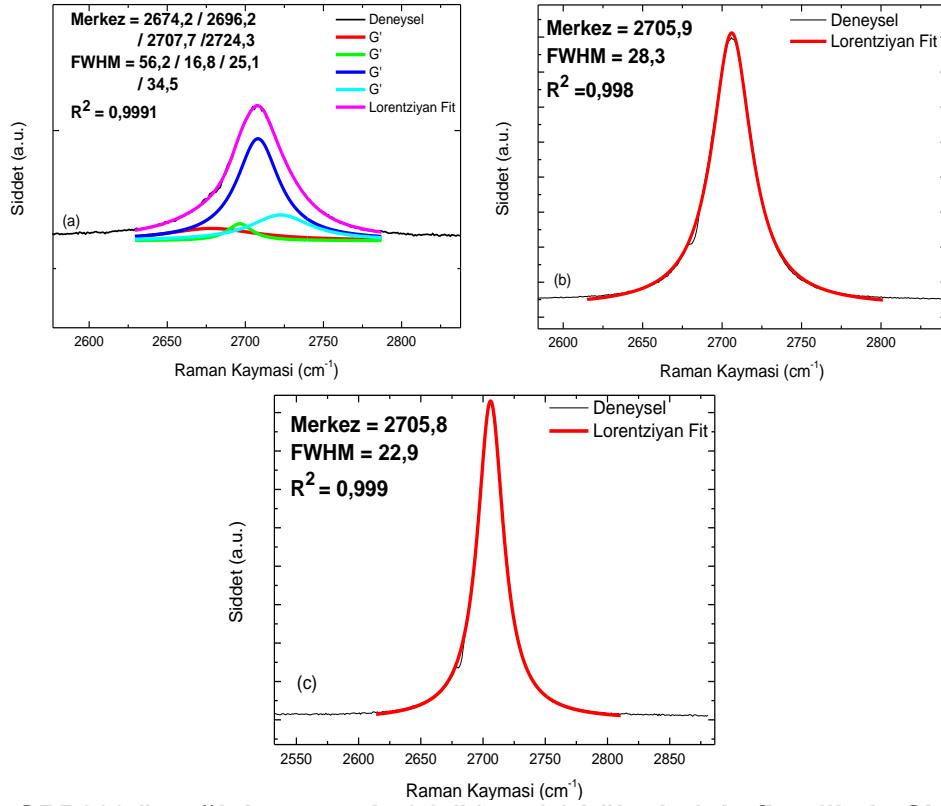 Merkez = 2674,2 / 2696,2
/ 2707,7 /2724,3
FWHM = 56,2 / 16,8 / 25,1
/ 34,5
R² = 0,9991
Deneysel
G'
G'
G'
G'
Lorentziyan Fit
Siddet (a.u.)
(a)
2600 2650 2700 2750 2800
Raman Kaymasi (cm⁻¹)
Merkez = 2705,9
FWHM = 28,3
R² =0,998
Deneysel
Lorentziyan Fit
Siddet (a.u.)
(b)
2600 2650 2700 2750 2800
Raman Kaymasi (cm⁻¹)
Merkez = 2705,8
FWHM = 22,9
R² = 0,999
Deneysel
Lorentziyan Fit
Siddet (a.u.)
(c)
2550 2600 2650 2700 2750 2800 2850
Raman Kaymasi (cm⁻¹)